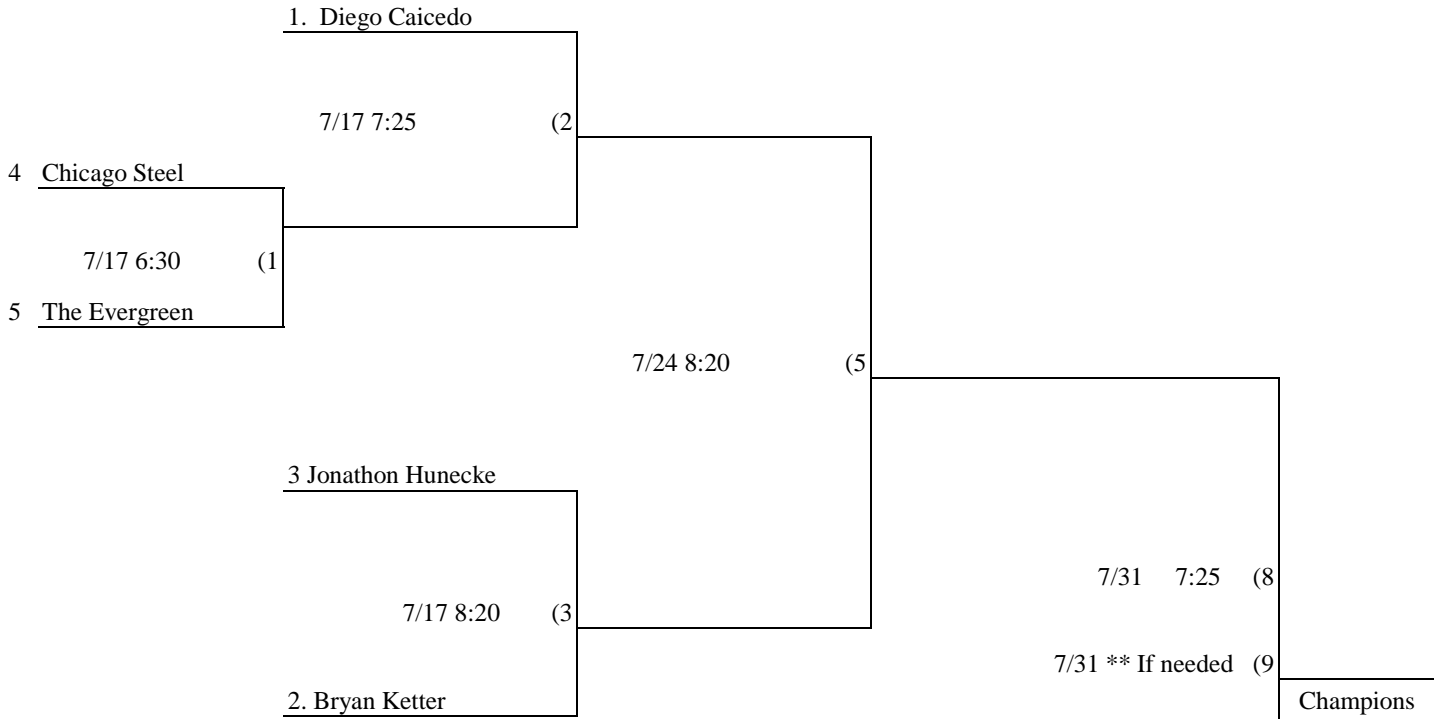 1. Diego Caicedo
7/17 7:25 (2
4 Chicago Steel
7/17 6:30 (1
5 The Evergreen
7/24 8:20 (5
3 Jonathon Hunecke
7/31 7:25 (8
7/17 8:20 (3
7/31 ** If needed (9
2. Bryan Ketter
Champions